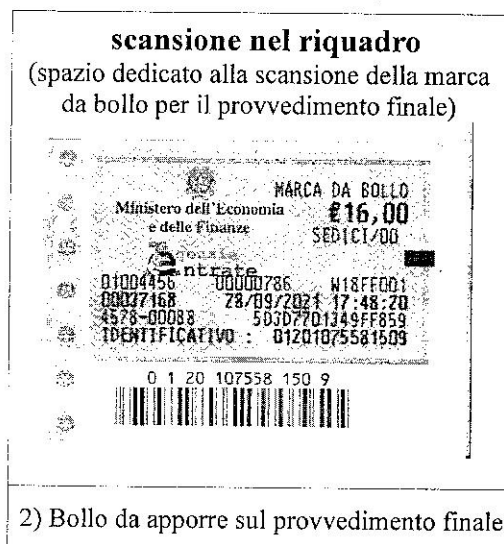 scansione nel riquadro
(spazio dedicato alla scansione della marca
da bollo per il provvedimento finale)
MARCA DA BOLLO
Ministero dell'Economia
e delle Finanze
€16,00
SEDICI/00
genzia
ntrate
01004456 00000786 W18FF001
00037168 28/09/2021 17:48:20
4578-00088 503D7701349FF859
IDENTIFICATIVO : 01201075581509
0 1 20 107558 150 9
2) Bollo da apporre sul provvedimento finale